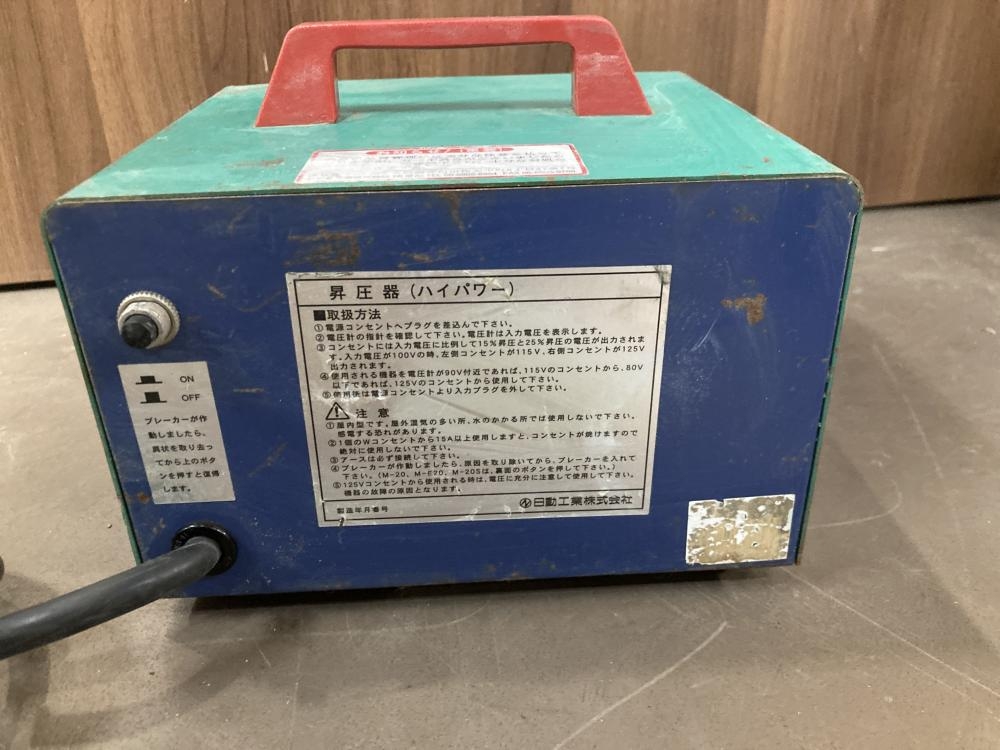 昇圧器(ハイパワー)
■取扱方法
①電源コンセントへプラグを差込んで下さい。
②電圧計の指針を確認して下さい。電圧計は入力電圧を表示します。
③コンセントには入力電圧に比例して15%昇圧と25%昇圧の電圧が出力されま
す。入力電圧が100Vの時、左側コンセントが115V、右側コンセントが125V
出力されます。
④使用される機器を電圧計が90V付近であれば、115Vのコンセントから、80V
以下であれば、125Vのコンセントから使用して下さい。
⑤使用後は電源コンセントより入力プラグを外して下さい。
注意
①屋内型です。屋外湿気の多い所、水のかかる所では使用しないで下さい。
感電する恐れがあります。
②1個のWコンセントから15A以上使用しますと、コンセントが焼けますので
絶対に使用しないで下さい。
③アースは必ず接続して下さい。
④ブレーカーが作動しましたら、原因を取り除いてから、ブレーカーを入れて
下さい。(M-20、M-E20、M-20Sは、裏面のボタンを押して下さい。)
⑤125Vコンセントから使用される時は、電圧に充分に注意して使用して下さい。
機器の故障の原因となります。
日動工業株式会社
製造年月番号
ON
OFF
ブレーカーが作
動しましたら、
異状を取り去っ
てから上のボタ
ンを押すと復帰
します。